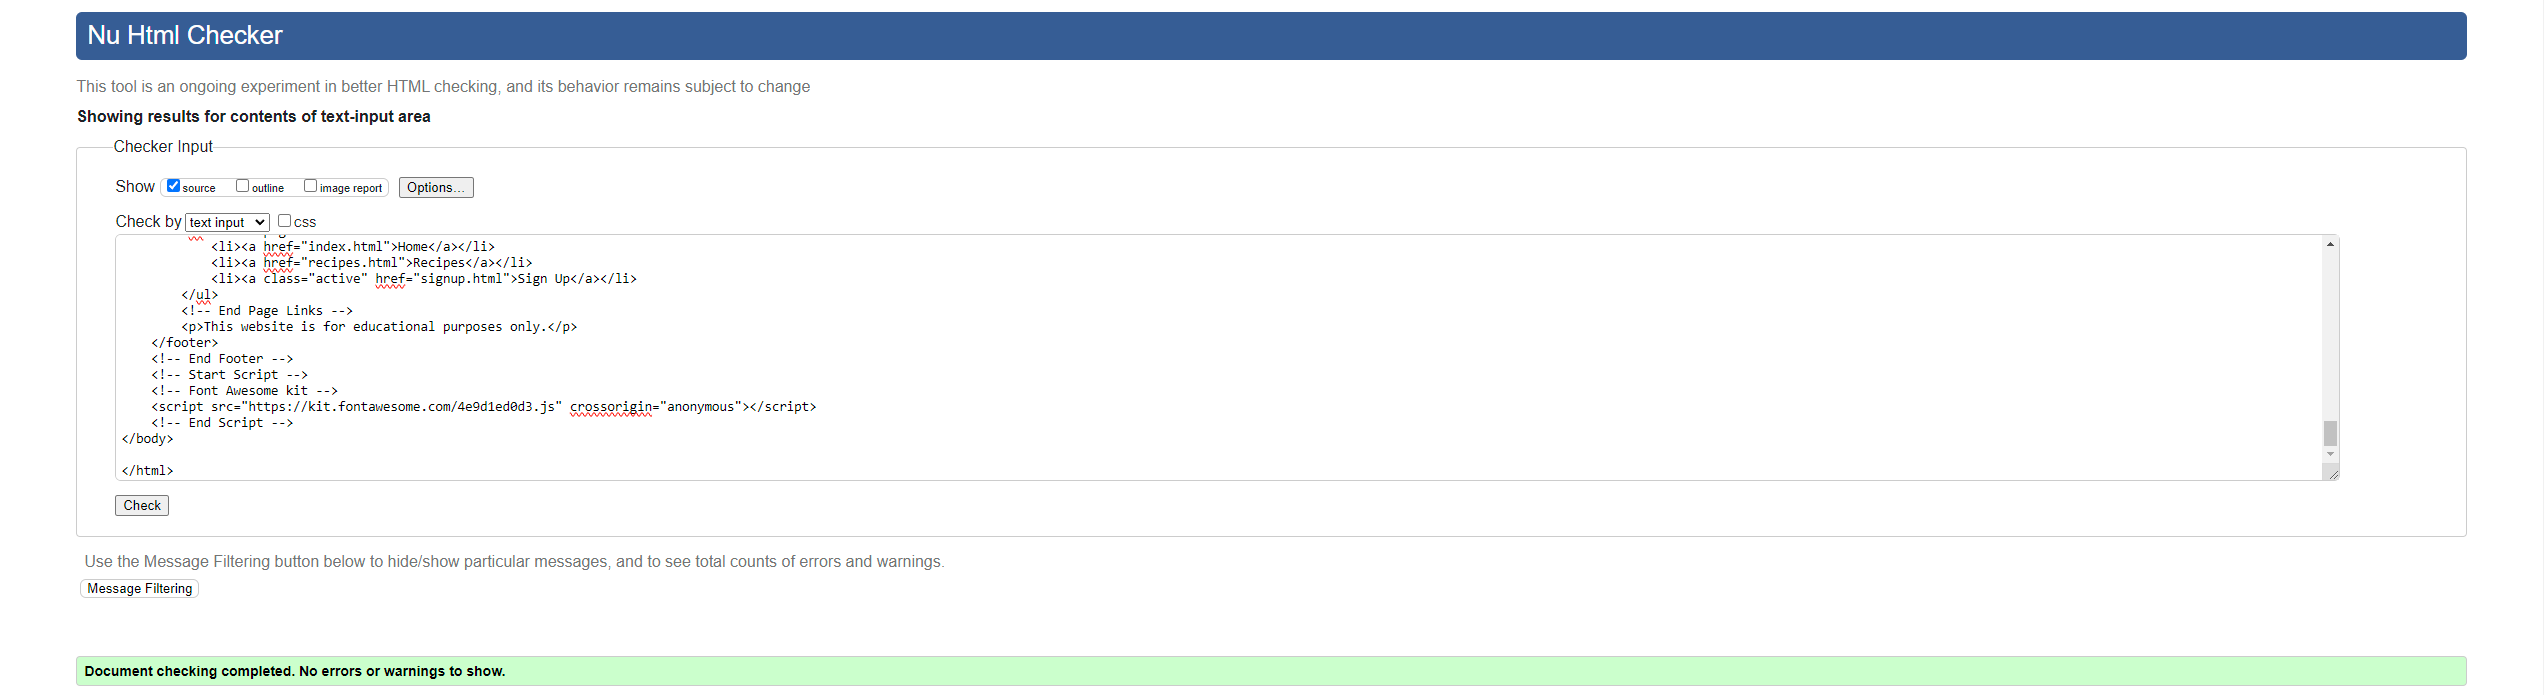 Nu Html Checker
This tool is an ongoing experiment in better HTML checking, and its behavior remains subject to change
Showing results for contents of text-input area
Checker Input
Show source outline image report Options...
Check by text input css
<li><a href="index.html">Home</a></li>
<li><a href="recipes.html">Recipes</a></li>
<li><a class="active" href="signup.html">Sign Up</a></li>
</ul>
<!-- End Page Links -->
<p>This website is for educational purposes only.</p>
</footer>
<!-- End Footer -->
<!-- Start Script -->
<!-- Font Awesome kit -->
<script src="https://kit.fontawesome.com/4e9d1ed0d3.js" crossorigin="anonymous"></script>
<!-- End Script -->
</body>
</html>
Check
Use the Message Filtering button below to hide/show particular messages, and to see total counts of errors and warnings.
Message Filtering
Document checking completed. No errors or warnings to show.